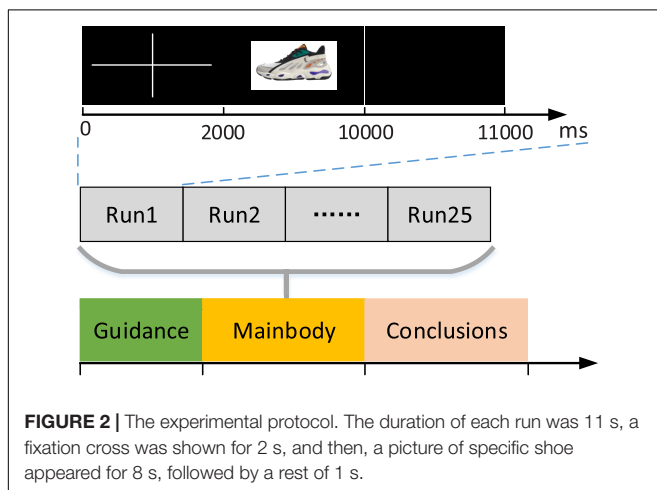 0 2000 10000 11000 ms
Run1 Run2 ...... Run25
Guidance Mainbody Conclusions
FIGURE 2 | The experimental protocol. The duration of each run was 11 s, a
fixation cross was shown for 2 s, and then, a picture of specific shoe
appeared for 8 s, followed by a rest of 1 s.